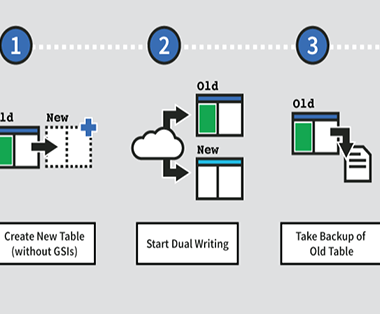 1
2
3
ld
New
Old
New
Old
Create New Table
(without GSIs)
Start Dual Writing
Take Backup of
Old Table